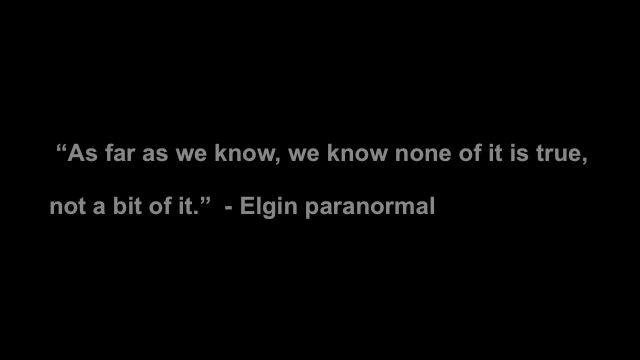 “As far as we know, we know none of it is true,
not a bit of it.”  - Elgin paranormal